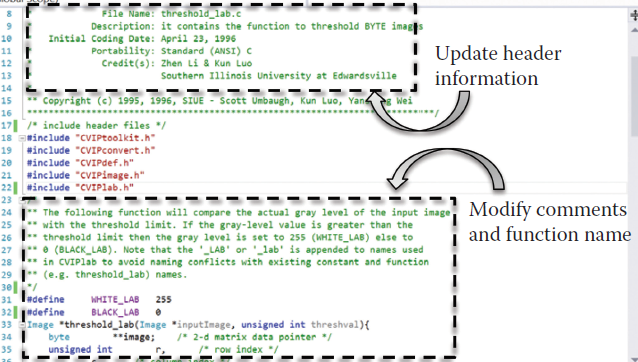 8 File Name: threshold_lab.c
9 Description: it contains the function to threshold BYTE images
10 Initial Coding Date: April 23, 1996
11 Portability: Standard (ANSI) C
12 Credit(s): Zhen Li & Kun Luo
13 Southern Illinois University at Edwardsville
14
15 ** Copyright (c) 1995, 1996, SIUE - Scott Umbaugh, Kun Luo, Wei
16 */
17 /* include header files */
18 #include "CVIPtoolkit.h"
19 #include "CVIPconvert.h"
20 #include "CVIPdef.h"
21 #include "CVIPimage.h"
22 #include "CVIPlab.h"
23
24 ** The following function will compare the actual gray level of the input image
25 ** with the threshold limit. If the gray-level value is greater than the
26 ** threshold limit then the gray level is set to 255 (WHITE_LAB) else to
27 ** 0 (BLACK_LAB). Note that the '_LAB' or '_lab' is appended to names used
28 ** in CVIPlab to avoid naming conflicts with existing constant and function
29 ** (e.g. threshold_lab) names.
30 */
31 #define WHITE_LAB 255
32 #define BLACK_LAB 0
33 Image *threshold_lab(Image *inputImage, unsigned int threshval){
34 byte **image; /* 2-d matrix data pointer */
35 unsigned int r, /* row index */
Update header
information
Modify comments
and function name